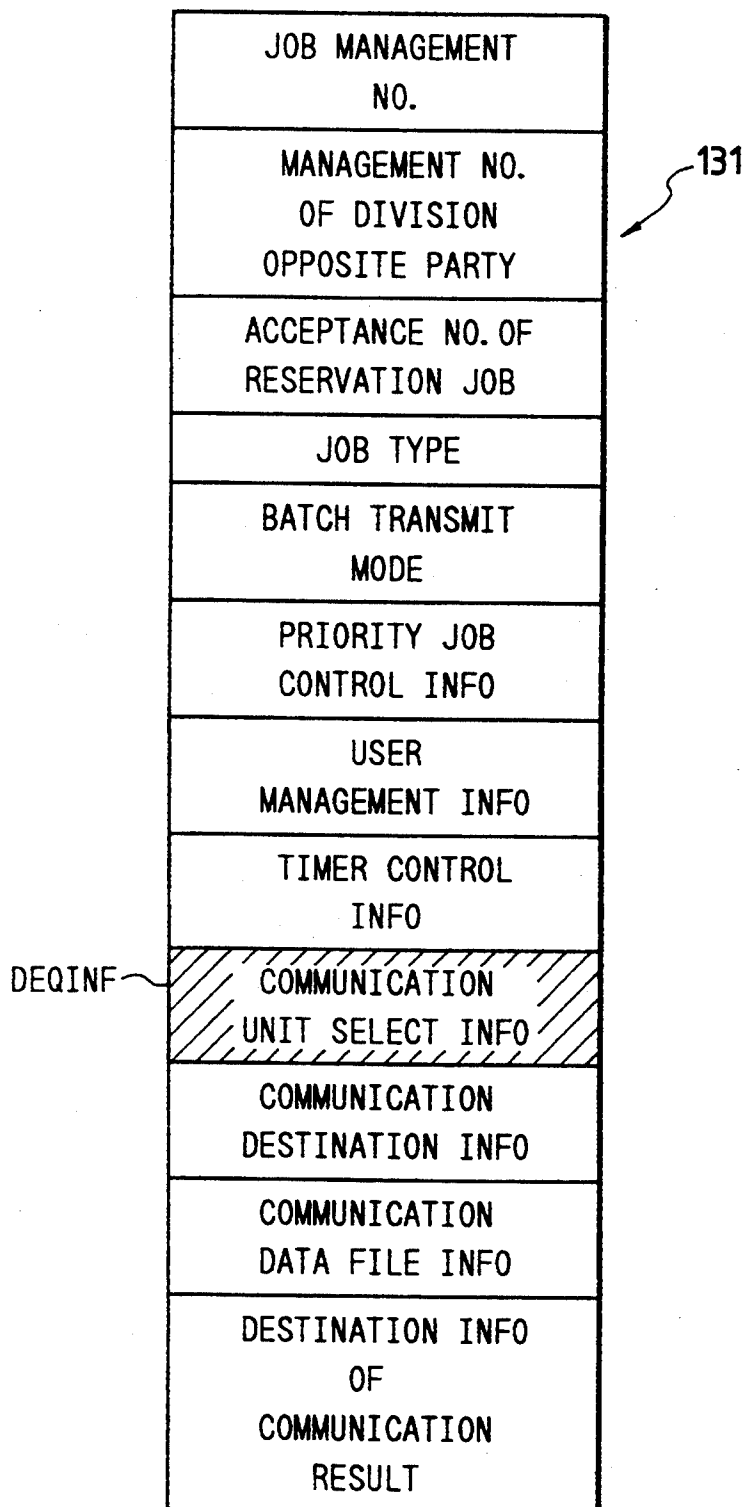 JOB MANAGEMENT
NO.
MANAGEMENT NO.
OF DIVISION
OPPOSITE PARTY
131
ACCEPTANCE NO. OF
RESERVATION JOB
JOB TYPE
BATCH TRANSMIT
MODE
PRIORITY JOB
CONTROL INFO
USER
MANAGEMENT INFO
TIMER CONTROL
INFO
DEQINF
COMMUNICATION
UNIT SELECT INFO
COMMUNICATION
DESTINATION INFO
COMMUNICATION
DATA FILE INFO
DESTINATION INFO
OF
COMMUNICATION
RESULT